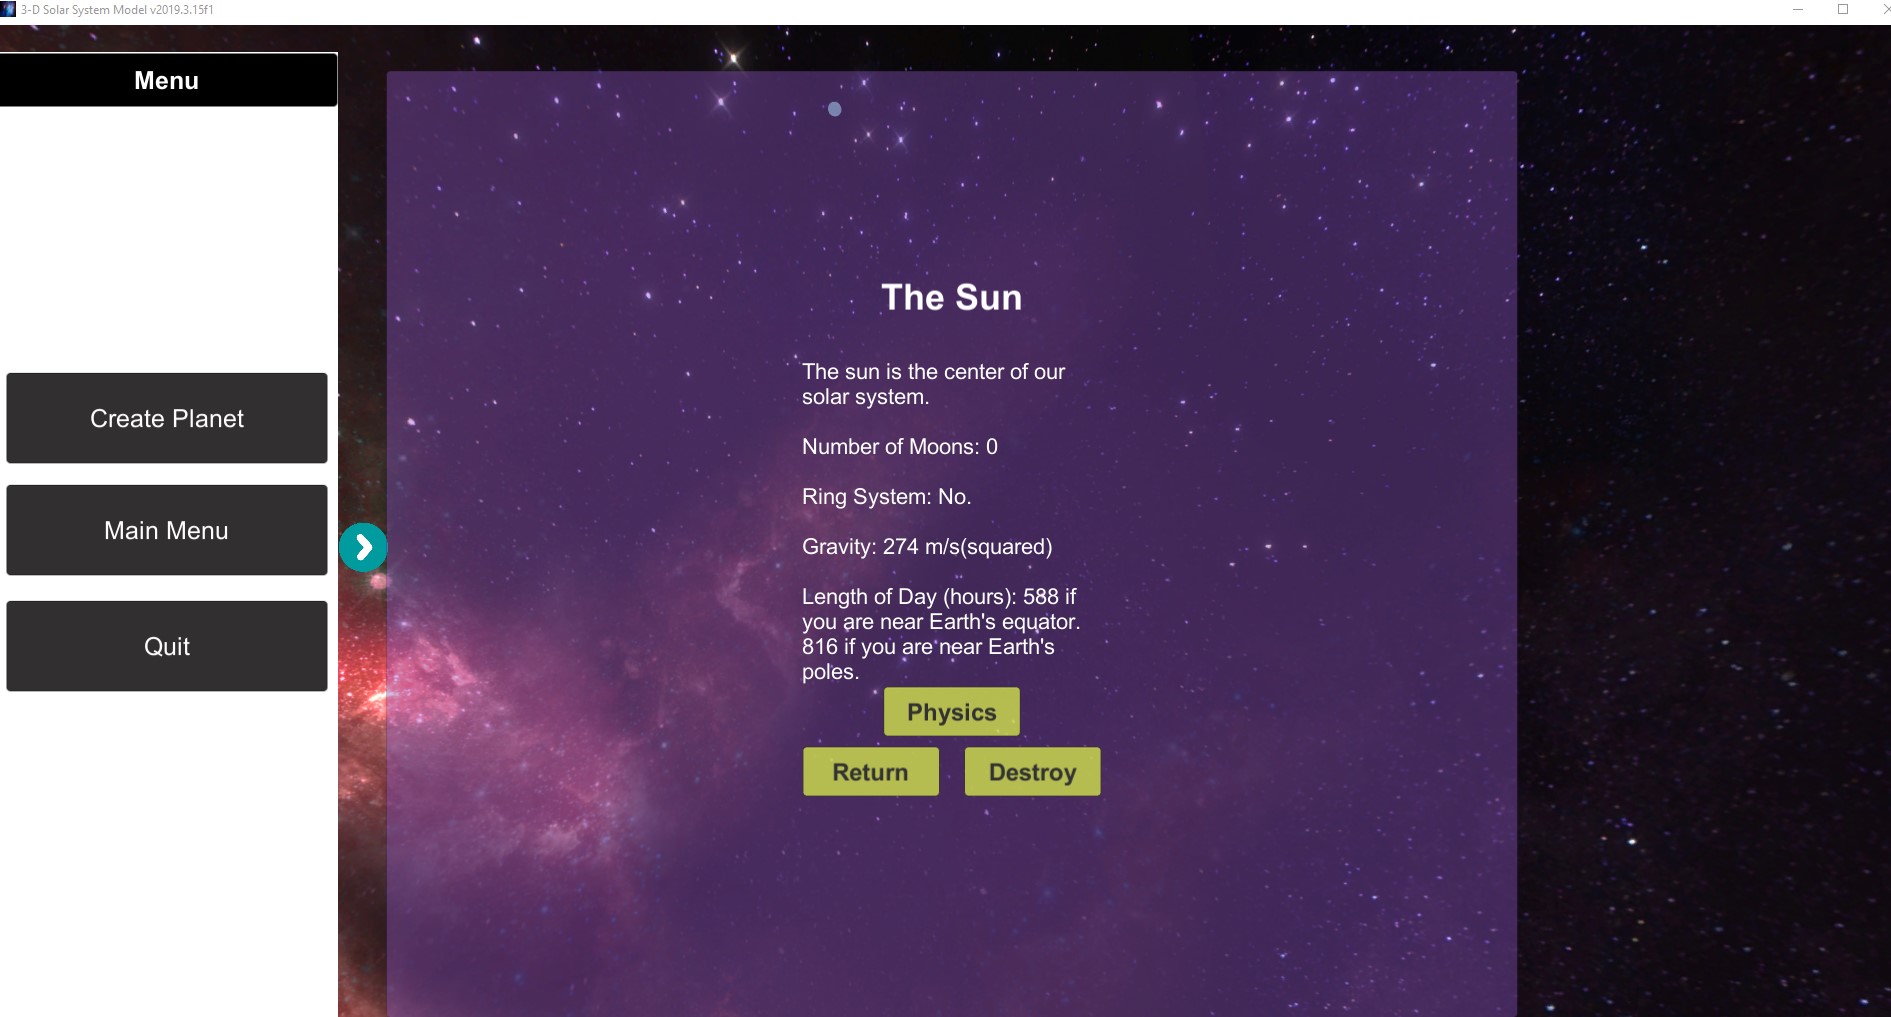 3-D Solar System Model v2019.3.15f1
Menu
Create Planet
Main Menu
Quit
The Sun
The sun is the center of our
solar system.
Number of Moons: 0
Ring System: No.
Gravity: 274 m/s(squared)
Length of Day (hours): 588 if
you are near Earth's equator.
816 if you are near Earth's
poles.
Physics
Return
Destroy